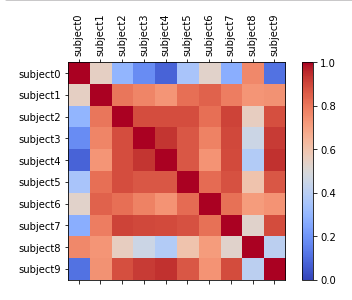 subject0 subject1 subject2 subject3 subject4 subject5 subject6 subject7 subject8 subject9
subject0
subject1
subject2
subject3
subject4
subject5
subject6
subject7
subject8
subject9
1.0
0.8
0.6
0.4
0.2
0.0